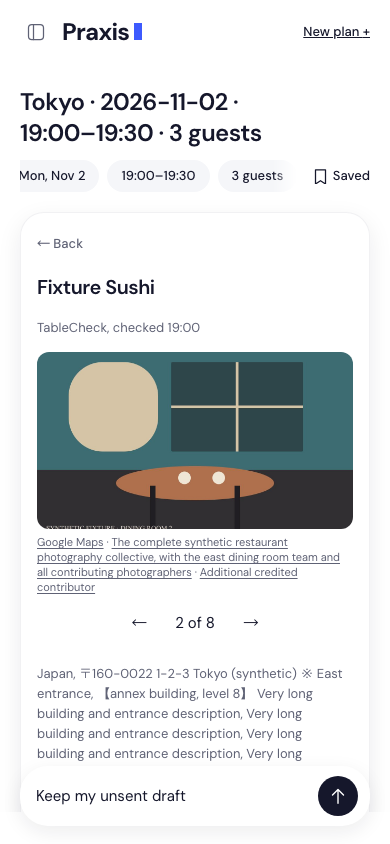 Praxis
New plan +
Tokyo · 2026-11-02 ·
19:00–19:30 · 3 guests
Mon, Nov 2
19:00–19:30
3 guests
Saved
← Back
Fixture Sushi
TableCheck, checked 19:00
SYNTHETIC FIXTURE · DINING ROOM 2
Google Maps · The complete synthetic restaurant
photography collective, with the east dining room team and
all contributing photographers · Additional credited
contributor
← 2 of 8 →
Japan, 〒160-0022 1-2-3 Tokyo (synthetic) ※ East
entrance, 【annex building, level 8】 Very long
building and entrance description, Very long
building and entrance description, Very long
building and entrance description, Very long
Keep my unsent draft